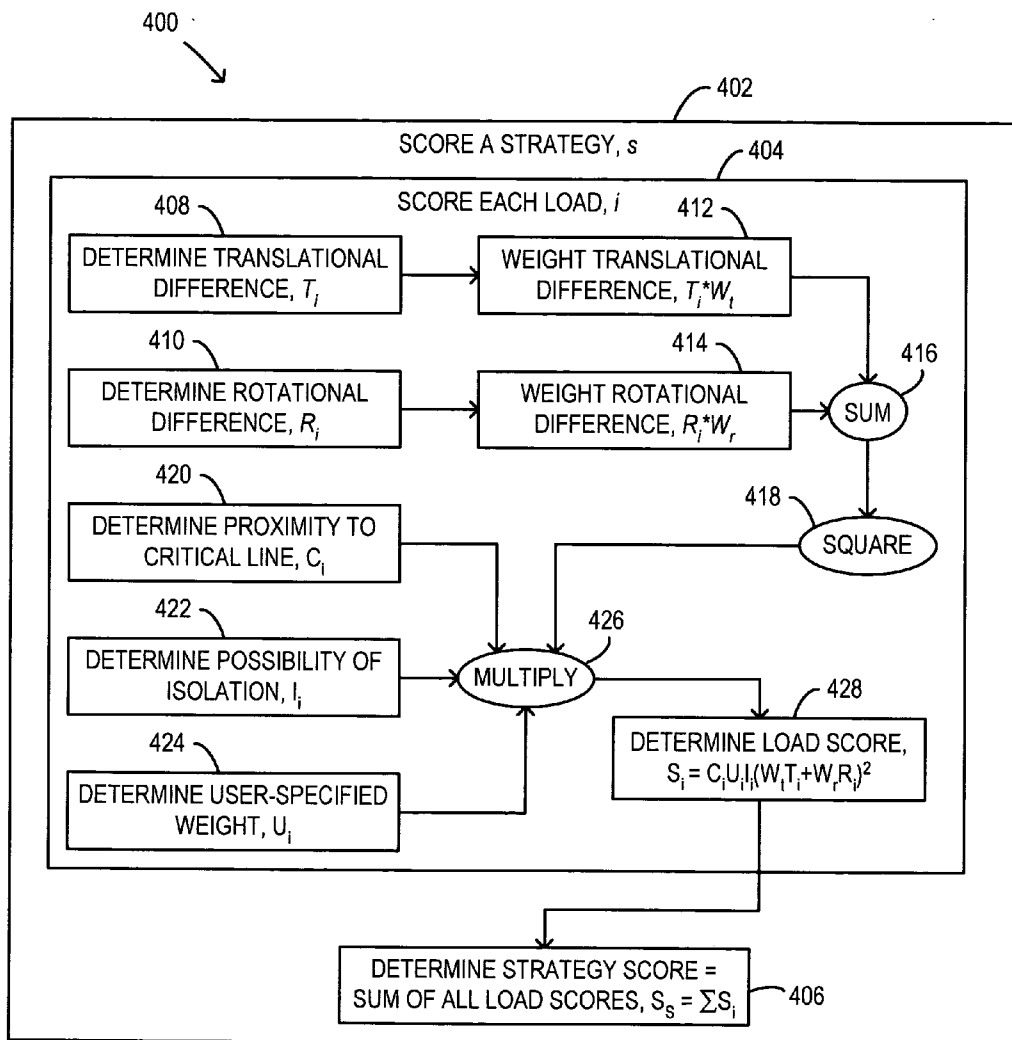 400
402
SCORE A STRATEGY, s
404
SCORE EACH LOAD, i
408
DETERMINE TRANSLATIONAL
DIFFERENCE, Ti
412
WEIGHT TRANSLATIONAL
DIFFERENCE, Ti*Wt
410
DETERMINE ROTATIONAL
DIFFERENCE, Ri
414
WEIGHT ROTATIONAL
DIFFERENCE, Ri*Wr
416
SUM
420
DETERMINE PROXIMITY TO
CRITICAL LINE, Ci
418
SQUARE
422
DETERMINE POSSIBILITY OF
ISOLATION, Ii
426
MULTIPLY
424
DETERMINE USER-SPECIFIED
WEIGHT, Ui
428
DETERMINE LOAD SCORE,
Si = CiUiIi(WtTi+WrRi)²
DETERMINE STRATEGY SCORE =
SUM OF ALL LOAD SCORES, SS = ∑Si
406